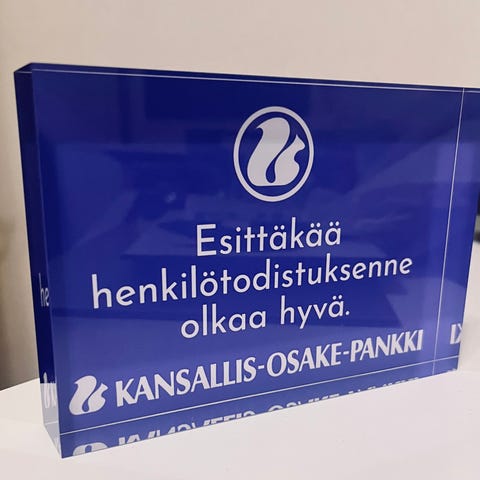 Esittäkää
henkilötodistuksenne
olkaa hyvä.
KANSALLIS-OSAKE-PANKKI